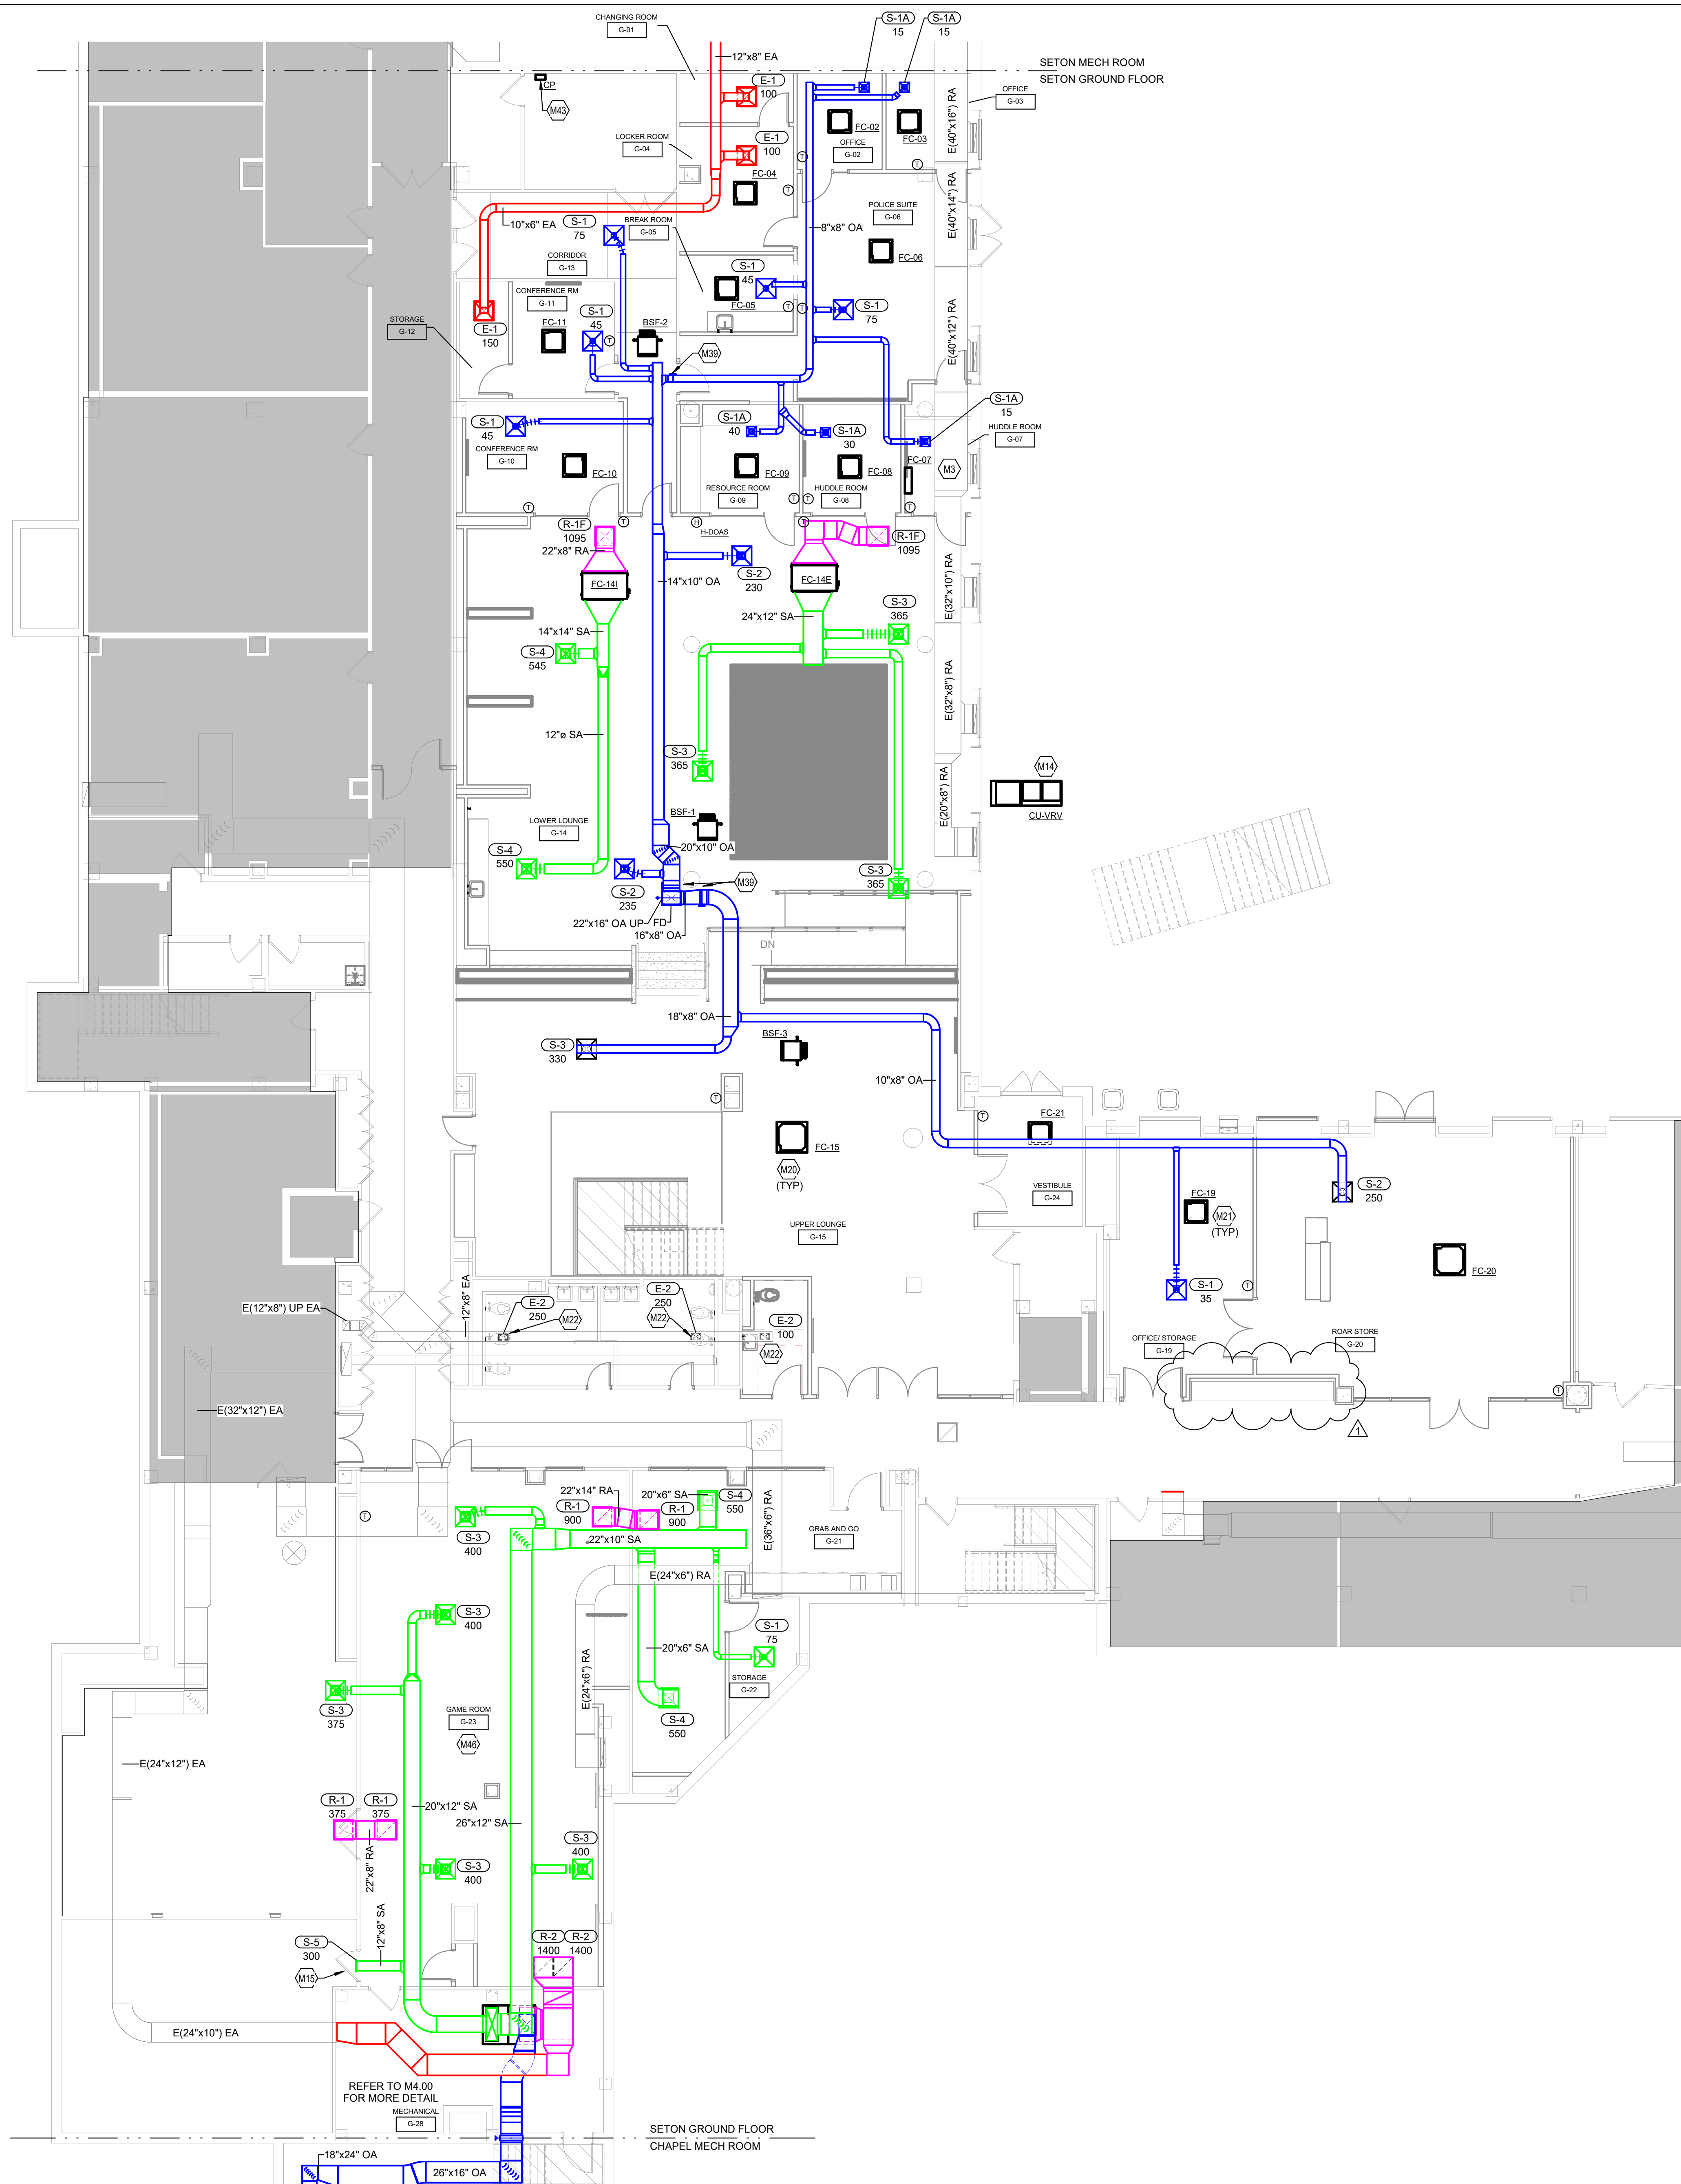 CHANGING ROOM
G-01
S-1A
15
S-1A
15
12"x8" EA
SETON MECH ROOM
SETON GROUND FLOOR
CP
M43
E-1
100
OFFICE
G-03
E(40"x16") RA
FC-02
FC-03
OFFICE
G-02
LOCKER ROOM
G-04
E-1
100
T
T
FC-04
T
E(40"x14") RA
POLICE SUITE
G-06
10"x6" EA
S-1
75
BREAK ROOM
G-05
8"x8" OA
FC-06
CORRIDOR
G-13
S-1
45
CONFERENCE RM
G-11
FC-05
T
T
S-1
75
STORAGE
G-12
E-1
150
FC-11
S-1
45
T
BSF-2
M39
E(40"x12") RA
S-1A
15
S-1
45
S-1A
40
S-1A
30
HUDDLE ROOM
G-07
CONFERENCE RM
G-10
FC-10
FC-09
FC-08
FC-07
M3
RESOURCE ROOM
G-09
HUDDLE ROOM
G-08
T
T
T
T
T
H
H-DOAS
T
R-1F
1095
22"x8" RA
R-1F
1095
FC-14I
14"x10" OA
S-2
230
FC-14E
E(32"x10") RA
24"x12" SA
S-3
365
14"x14" SA
S-4
545
E(32"x8") RA
12"ø SA
S-3
365
M14
E(20"x8") RA
CU-VRV
BSF-1
LOWER LOUNGE
G-14
20"x10" OA
S-4
550
S-2
235
M39
S-3
365
22"x16" OA UP
FD
16"x8" OA
DN
18"x8" OA
BSF-3
S-3
330
10"x8" OA
T
T
FC-21
FC-15
M20
(TYP)
VESTIBULE
G-24
FC-19
M21
(TYP)
S-2
250
UPPER LOUNGE
G-15
FC-20
12"x8" EA
E-2
250
E-2
250
S-1
35
T
E(12"x8") UP EA
M22
M22
E-2
100
M22
OFFICE/ STORAGE
G-19
ROAR STORE
G-20
T
E(32"x12") EA
1
22"x14" RA
20"x6" SA
S-4
550
R-1
900
R-1
900
E(36"x6") RA
T
S-3
400
22"x10" SA
GRAB AND GO
G-21
E(24"x6") RA
S-3
400
S-1
75
20"x6" SA
E(24"x6") RA
STORAGE
G-22
S-3
375
GAME ROOM
G-23
M46
S-4
550
E(24"x12") EA
R-1
375
R-1
375
20"x12" SA
26"x12" SA
22"x8" RA
S-3
400
S-3
400
12"x8" SA
S-5
300
R-2
1400
R-2
1400
M15
E(24"x10") EA
REFER TO M4.00
FOR MORE DETAIL
MECHANICAL
G-28
SETON GROUND FLOOR
CHAPEL MECH ROOM
18"x24" OA
26"x16" OA